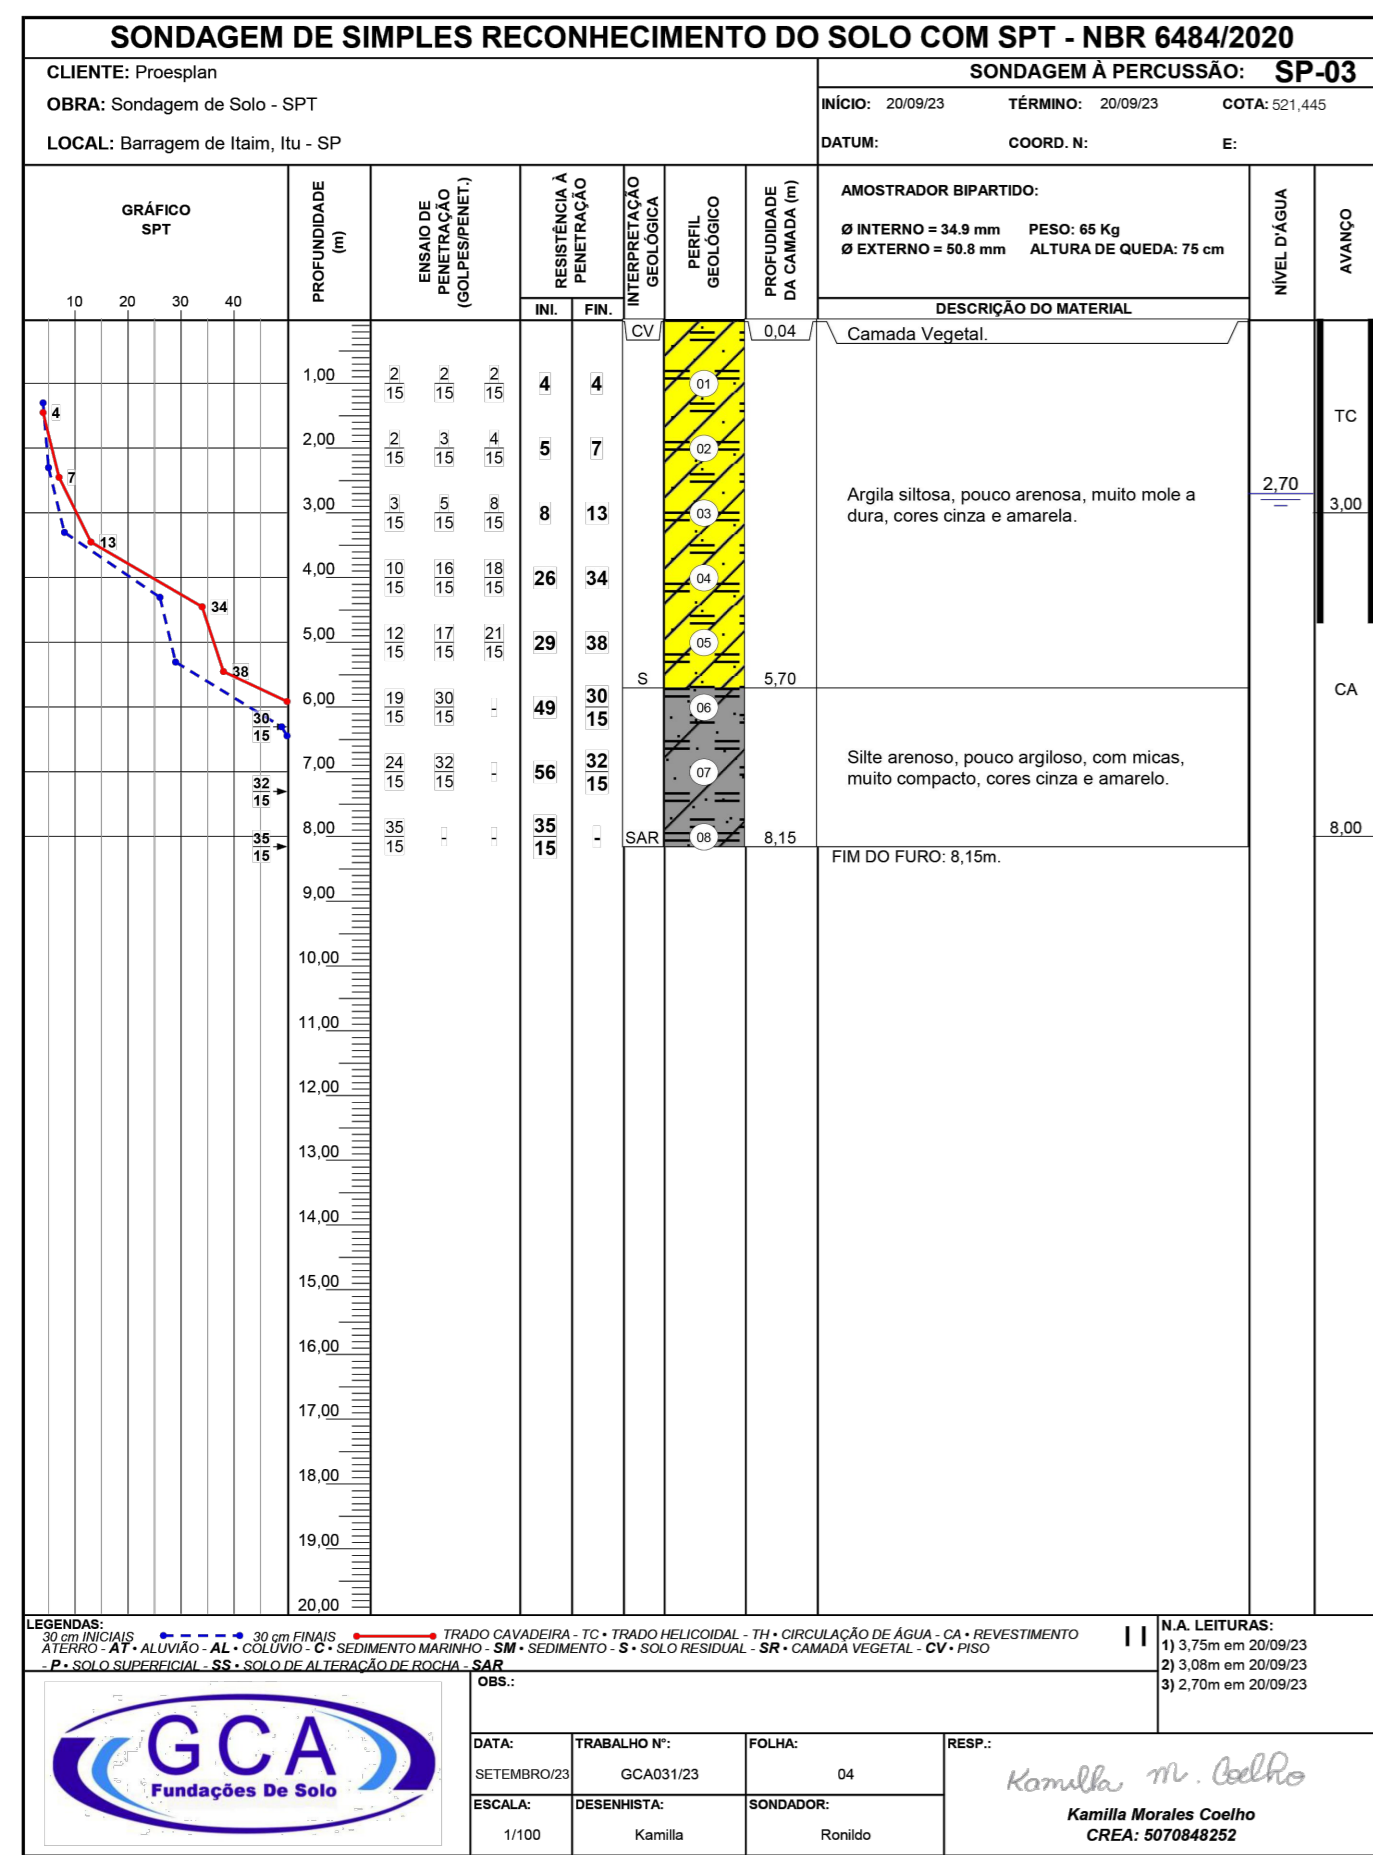 SONDAGEM DE SIMPLES RECONHECIMENTO DO SOLO COM SPT - NBR 6484/2020
CLIENTE: Proesplan
SONDAGEM À PERCUSSÃO: SP-03
OBRA: Sondagem de Solo - SPT
INÍCIO: 20/09/23 TÉRMINO: 20/09/23 COTA: 521,445
LOCAL: Barragem de Itaim, Itu - SP
DATUM: COORD. N: E:
GRÁFICO
SPT
10 20 30 40
PROFUNDIDADE
(m)
ENSAIO DE
PENETRAÇÃO
(GOLPES/PENET.)
RESISTÊNCIA À
PENETRAÇÃO
INI. FIN.
INTERPRETAÇÃO
GEOLÓGICA
PERFIL
GEOLÓGICO
PROFUDIDADE
DA CAMADA (m)
AMOSTRADOR BIPARTIDO:
Ø INTERNO = 34.9 mm PESO: 65 Kg
Ø EXTERNO = 50.8 mm ALTURA DE QUEDA: 75 cm
DESCRIÇÃO DO MATERIAL
NÍVEL D'ÁGUA
AVANÇO
CV 0,04 Camada Vegetal.
1,00 2/15 2/15 2/15 4 4 01
4
TC
2,00 2/15 3/15 4/15 5 7 02
7
2,70
Argila siltosa, pouco arenosa, muito mole a
dura, cores cinza e amarela.
3,00 3/15 5/15 8/15 8 13 03 3,00
13
4,00 10/15 16/15 18/15 26 34 04
34
5,00 12/15 17/15 21/15 29 38 05
38
S 5,70
CA
6,00 19/15 30/15 - 49 30/15 06
30/15
Silte arenoso, pouco argiloso, com micas,
muito compacto, cores cinza e amarelo.
7,00 24/15 32/15 - 56 32/15 07
32/15
8,00 35/15 - - 35/15 - SAR 08 8,15 8,00
35/15
FIM DO FURO: 8,15m.
9,00
10,00
11,00
12,00
13,00
14,00
15,00
16,00
17,00
18,00
19,00
20,00
LEGENDAS:
30 cm INICIAIS 30 cm FINAIS TRADO CAVADEIRA - TC • TRADO HELICOIDAL - TH • CIRCULAÇÃO DE ÁGUA - CA • REVESTIMENTO
ATERRO - AT • ALUVIÃO - AL • COLÚVIO - C • SEDIMENTO MARINHO - SM • SEDIMENTO - S • SOLO RESIDUAL - SR • CAMADA VEGETAL - CV • PISO
- P • SOLO SUPERFICIAL - SS • SOLO DE ALTERAÇÃO DE ROCHA - SAR
N.A. LEITURAS:
1) 3,75m em 20/09/23
2) 3,08m em 20/09/23
3) 2,70m em 20/09/23
OBS.:
GCA
Fundações De Solo
DATA: TRABALHO Nº: FOLHA: RESP.:
SETEMBRO/23 GCA031/23 04
Kamilla M. Coelho
ESCALA: DESENHISTA: SONDADOR:
1/100 Kamilla Ronildo
Kamilla Morales Coelho
CREA: 5070848252